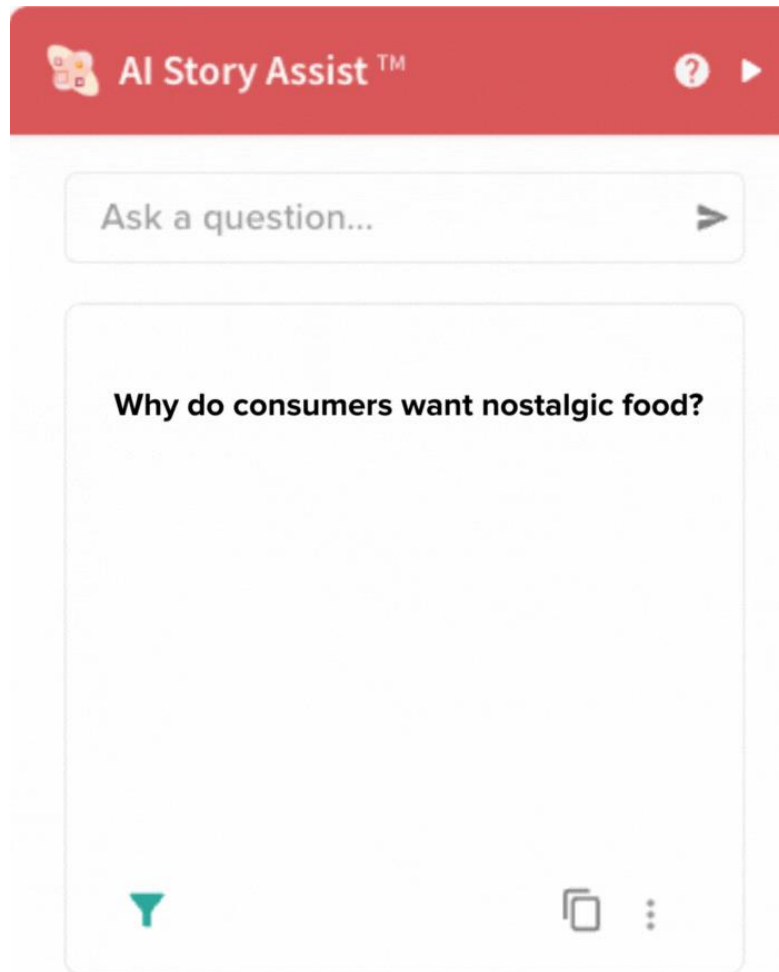 AI Story Assist ™
Ask a question...
Why do consumers want nostalgic food?